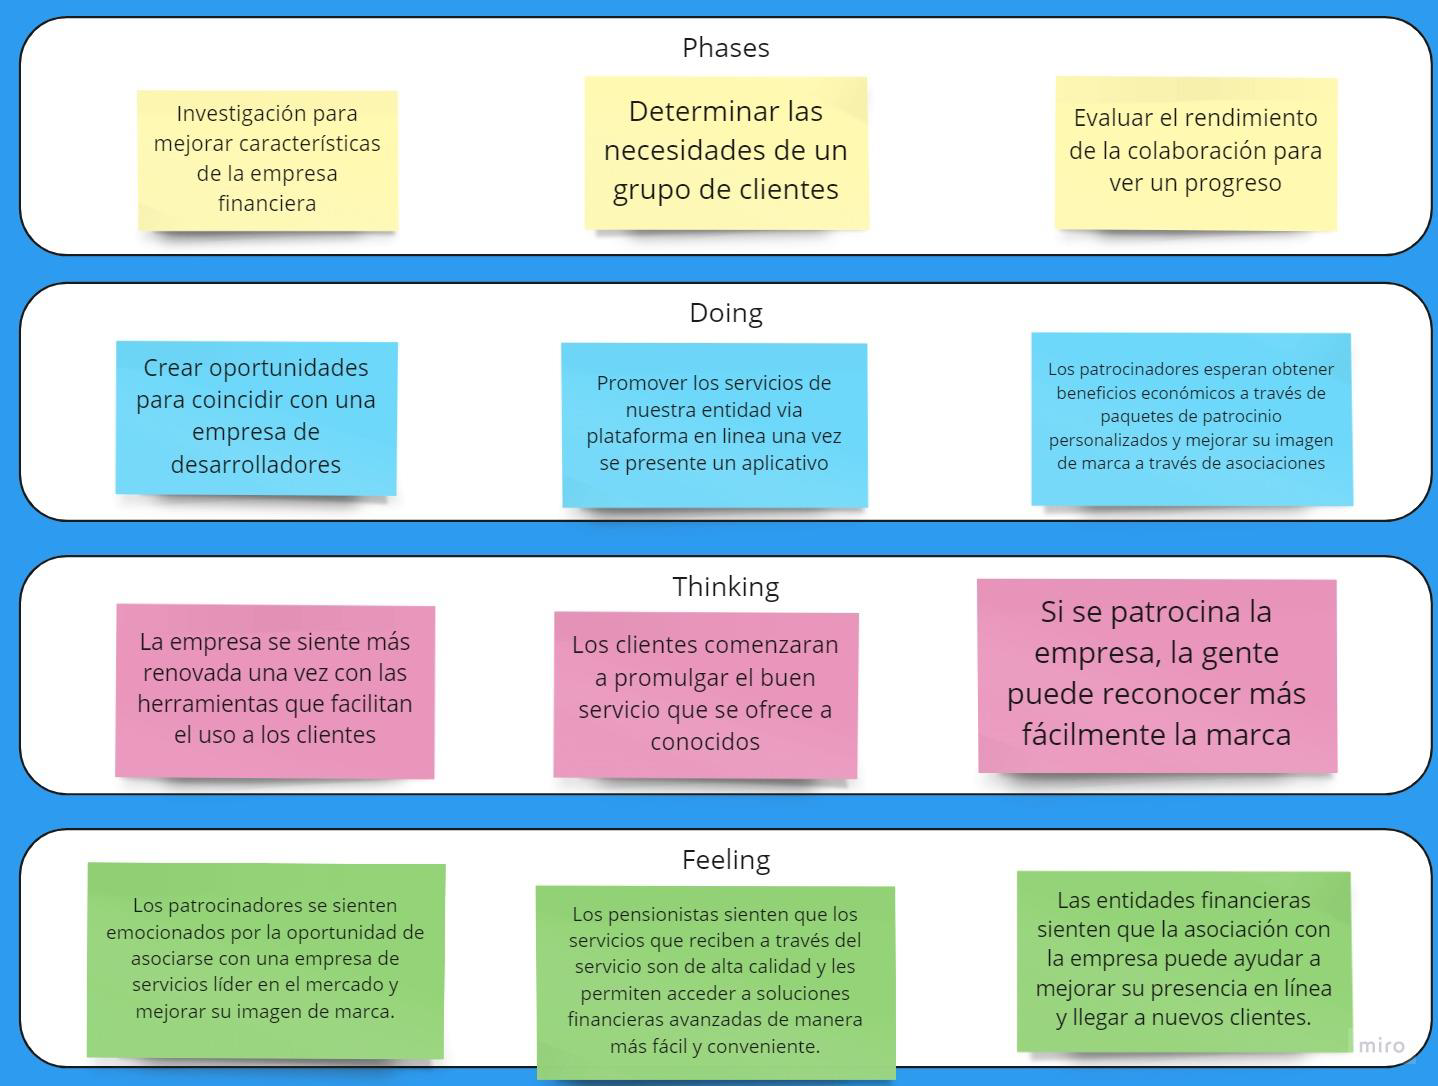 Phases
Investigación para
mejorar características
de la empresa
financiera
Determinar las
necesidades de un
grupo de clientes
Evaluar el rendimiento
de la colaboración para
ver un progreso
Doing
Crear oportunidades
para coincidir con una
empresa de
desarrolladores
Promover los servicios de
nuestra entidad via
plataforma en linea una vez
se presente un aplicativo
Los patrocinadores esperan obtener
beneficios económicos a través de
paquetes de patrocinio
personalizados y mejorar su imagen
de marca a través de asociaciones
Thinking
La empresa se siente más
renovada una vez con las
herramientas que facilitan
el uso a los clientes
Los clientes comenzaran
a promulgar el buen
servicio que se ofrece a
conocidos
Si se patrocina la
empresa, la gente
puede reconocer más
fácilmente la marca
Feeling
Los patrocinadores se sienten
emocionados por la oportunidad de
asociarse con una empresa de
servicios líder en el mercado y
mejorar su imagen de marca.
Los pensionistas sienten que los
servicios que reciben a través del
servicio son de alta calidad y les
permiten acceder a soluciones
financieras avanzadas de manera
más fácil y conveniente.
Las entidades financieras
sienten que la asociación con
la empresa puede ayudar a
mejorar su presencia en línea
y llegar a nuevos clientes.
miro